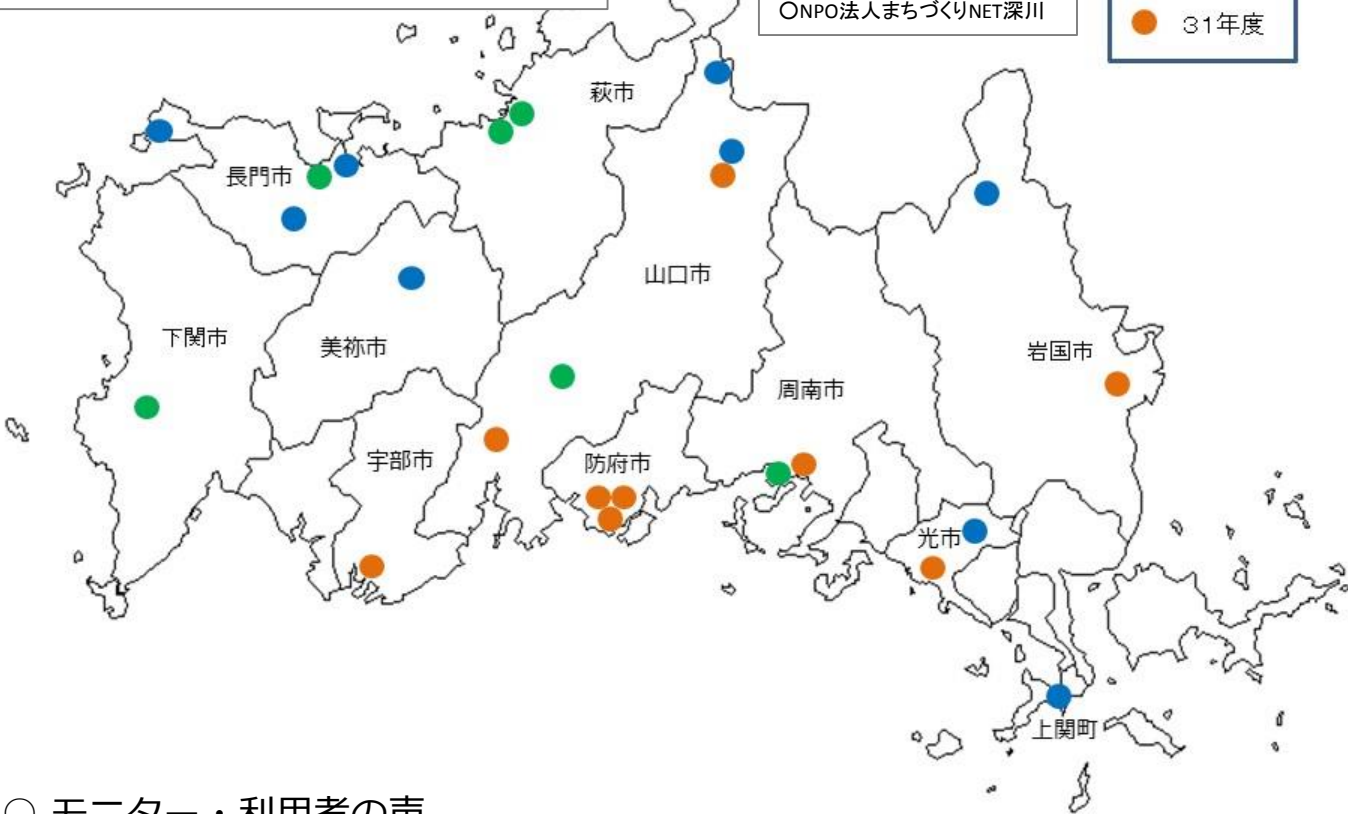 〇NPO法人まちづくりNET深川
31年度
萩市
長門市
山口市
下関市
美祢市
岩国市
周南市
宇部市
防府市
光市
上関町
○ モニター・利用者の声